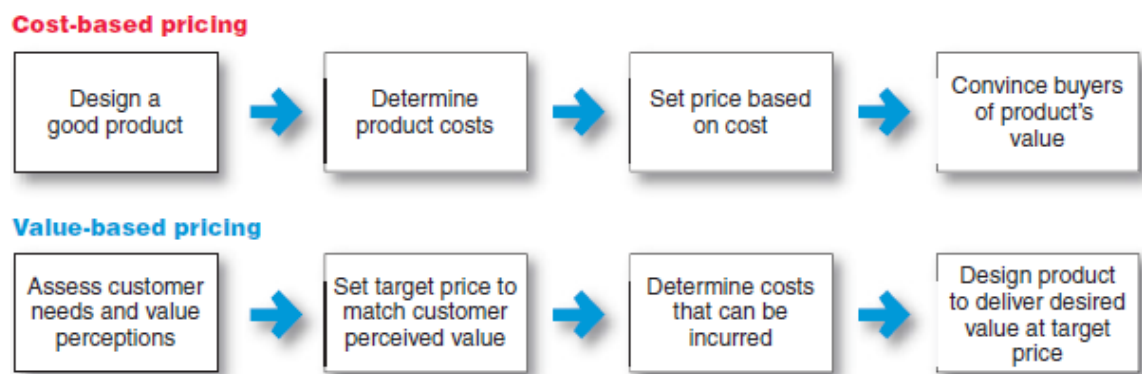 Cost-based pricing
Design a
good product
Determine
product costs
Set price based
on cost
Convince buyers
of product's
value
Value-based pricing
Assess customer
needs and value
perceptions
Set target price to
match customer
perceived value
Determine costs
that can be
incurred
Design product
to deliver desired
value at target
price